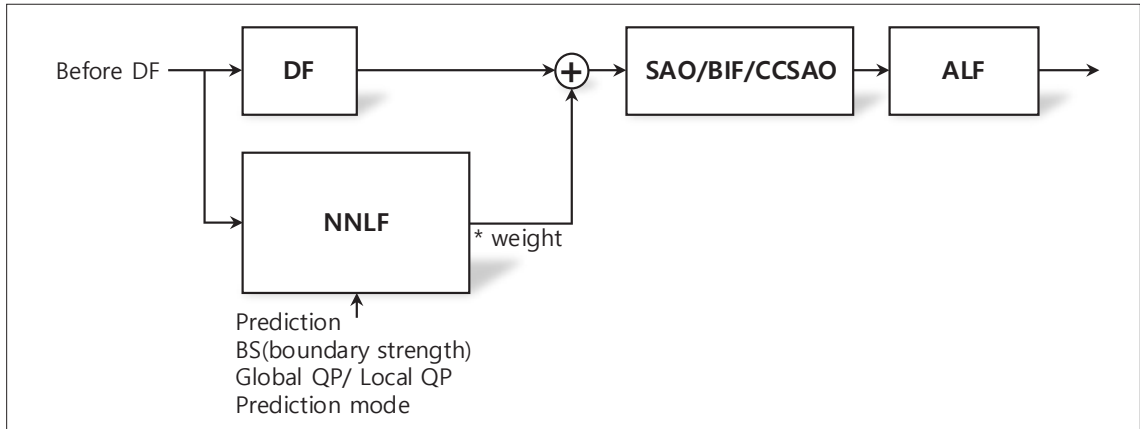 Before DF
DF
+
SAO/BIF/CCSAO
ALF
NNLF
* weight
Prediction
BS(boundary strength)
Global QP/ Local QP
Prediction mode